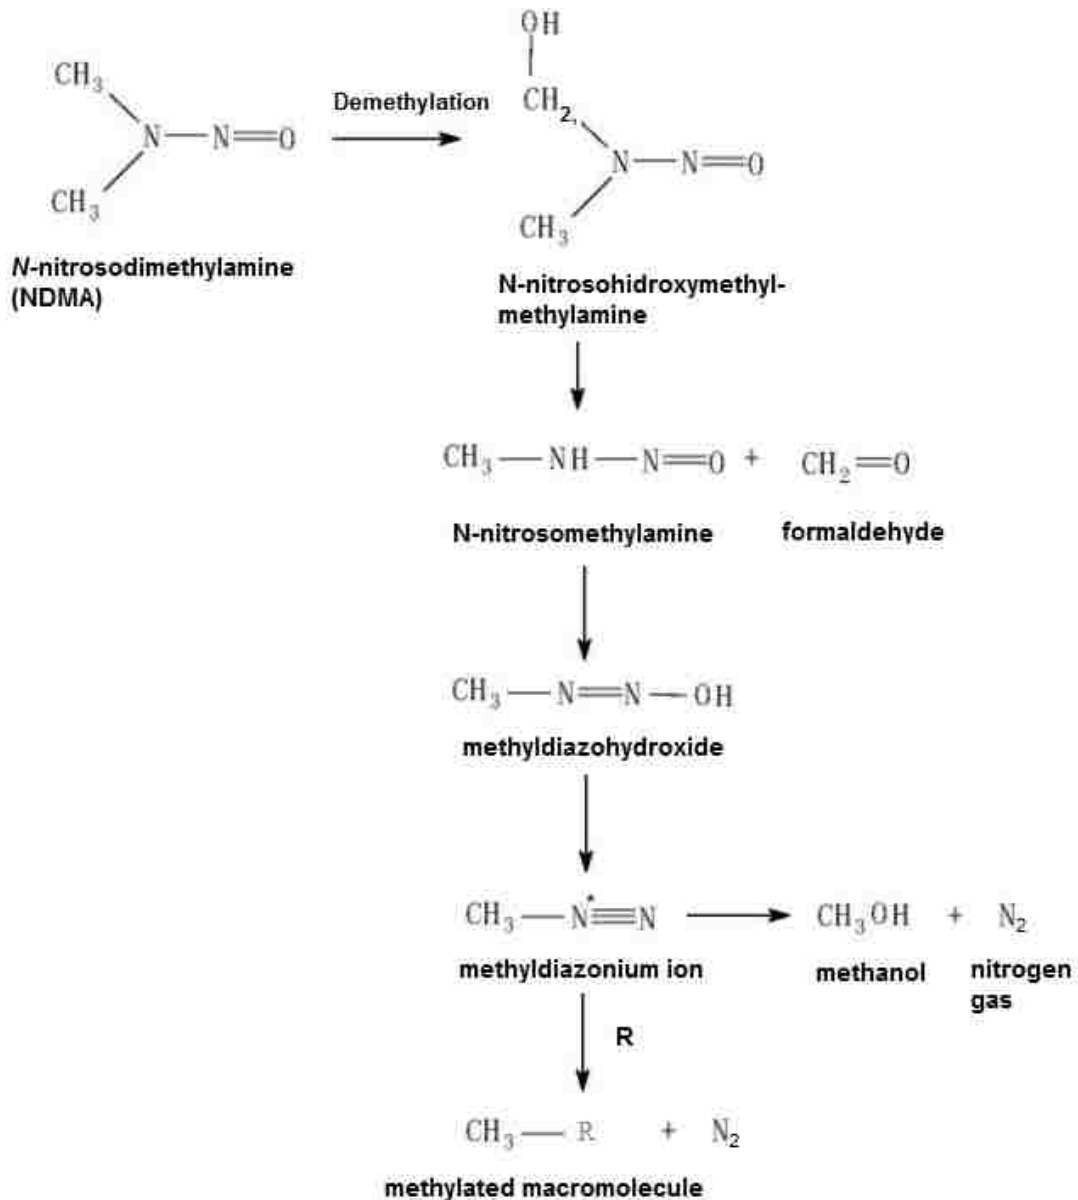 OH
CH3
Demethylation
CH2,
N—N=O
N—N=O
CH3
CH3
N-nitrosodimethylamine
(NDMA)
N-nitrosohidroxymethyl-
methylamine
CH3—NH—N=O + CH2=O
N-nitrosomethylamine
formaldehyde
CH3—N=N—OH
methyldiazohydroxide
CH3—N≡N
CH3OH + N2
methyldiazonium ion
methanol
nitrogen
gas
R
CH3—R + N2
methylated macromolecule